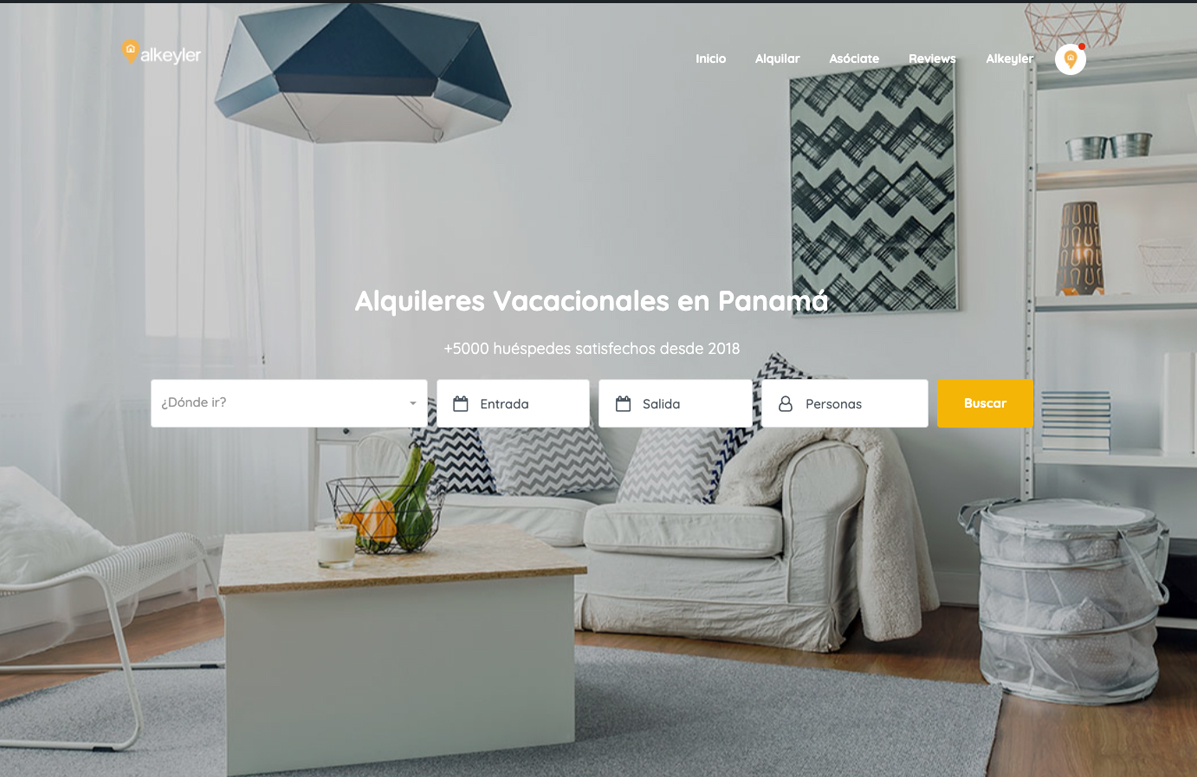 alkeyler
Inicio Alquilar Asóciate Reviews Alkeyler
Alquileres Vacacionales en Panamá
+5000 huéspedes satisfechos desde 2018
¿Dónde ir? Entrada Salida Personas Buscar